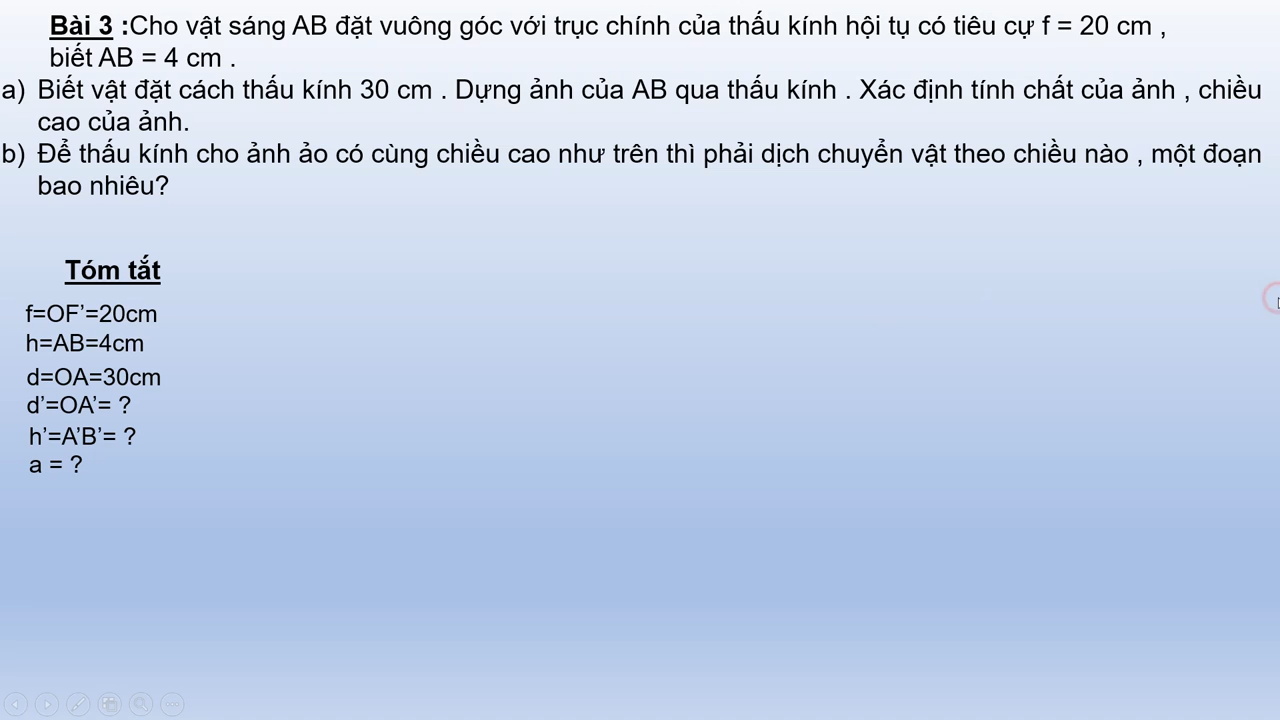 Bài 3 :Cho vật sáng AB đặt vuông góc với trục chính của thấu kính hội tụ có tiêu cự f = 20 cm ,
biết AB = 4 cm .
a) Biết vật đặt cách thấu kính 30 cm . Dựng ảnh của AB qua thấu kính . Xác định tính chất của ảnh , chiều
cao của ảnh.
b) Để thấu kính cho ảnh ảo có cùng chiều cao như trên thì phải dịch chuyển vật theo chiều nào , một đoạn
bao nhiêu?
Tóm tắt
f=OF’=20cm
h=AB=4cm
d=OA=30cm
d’=OA’= ?
h’=A’B’= ?
a = ?